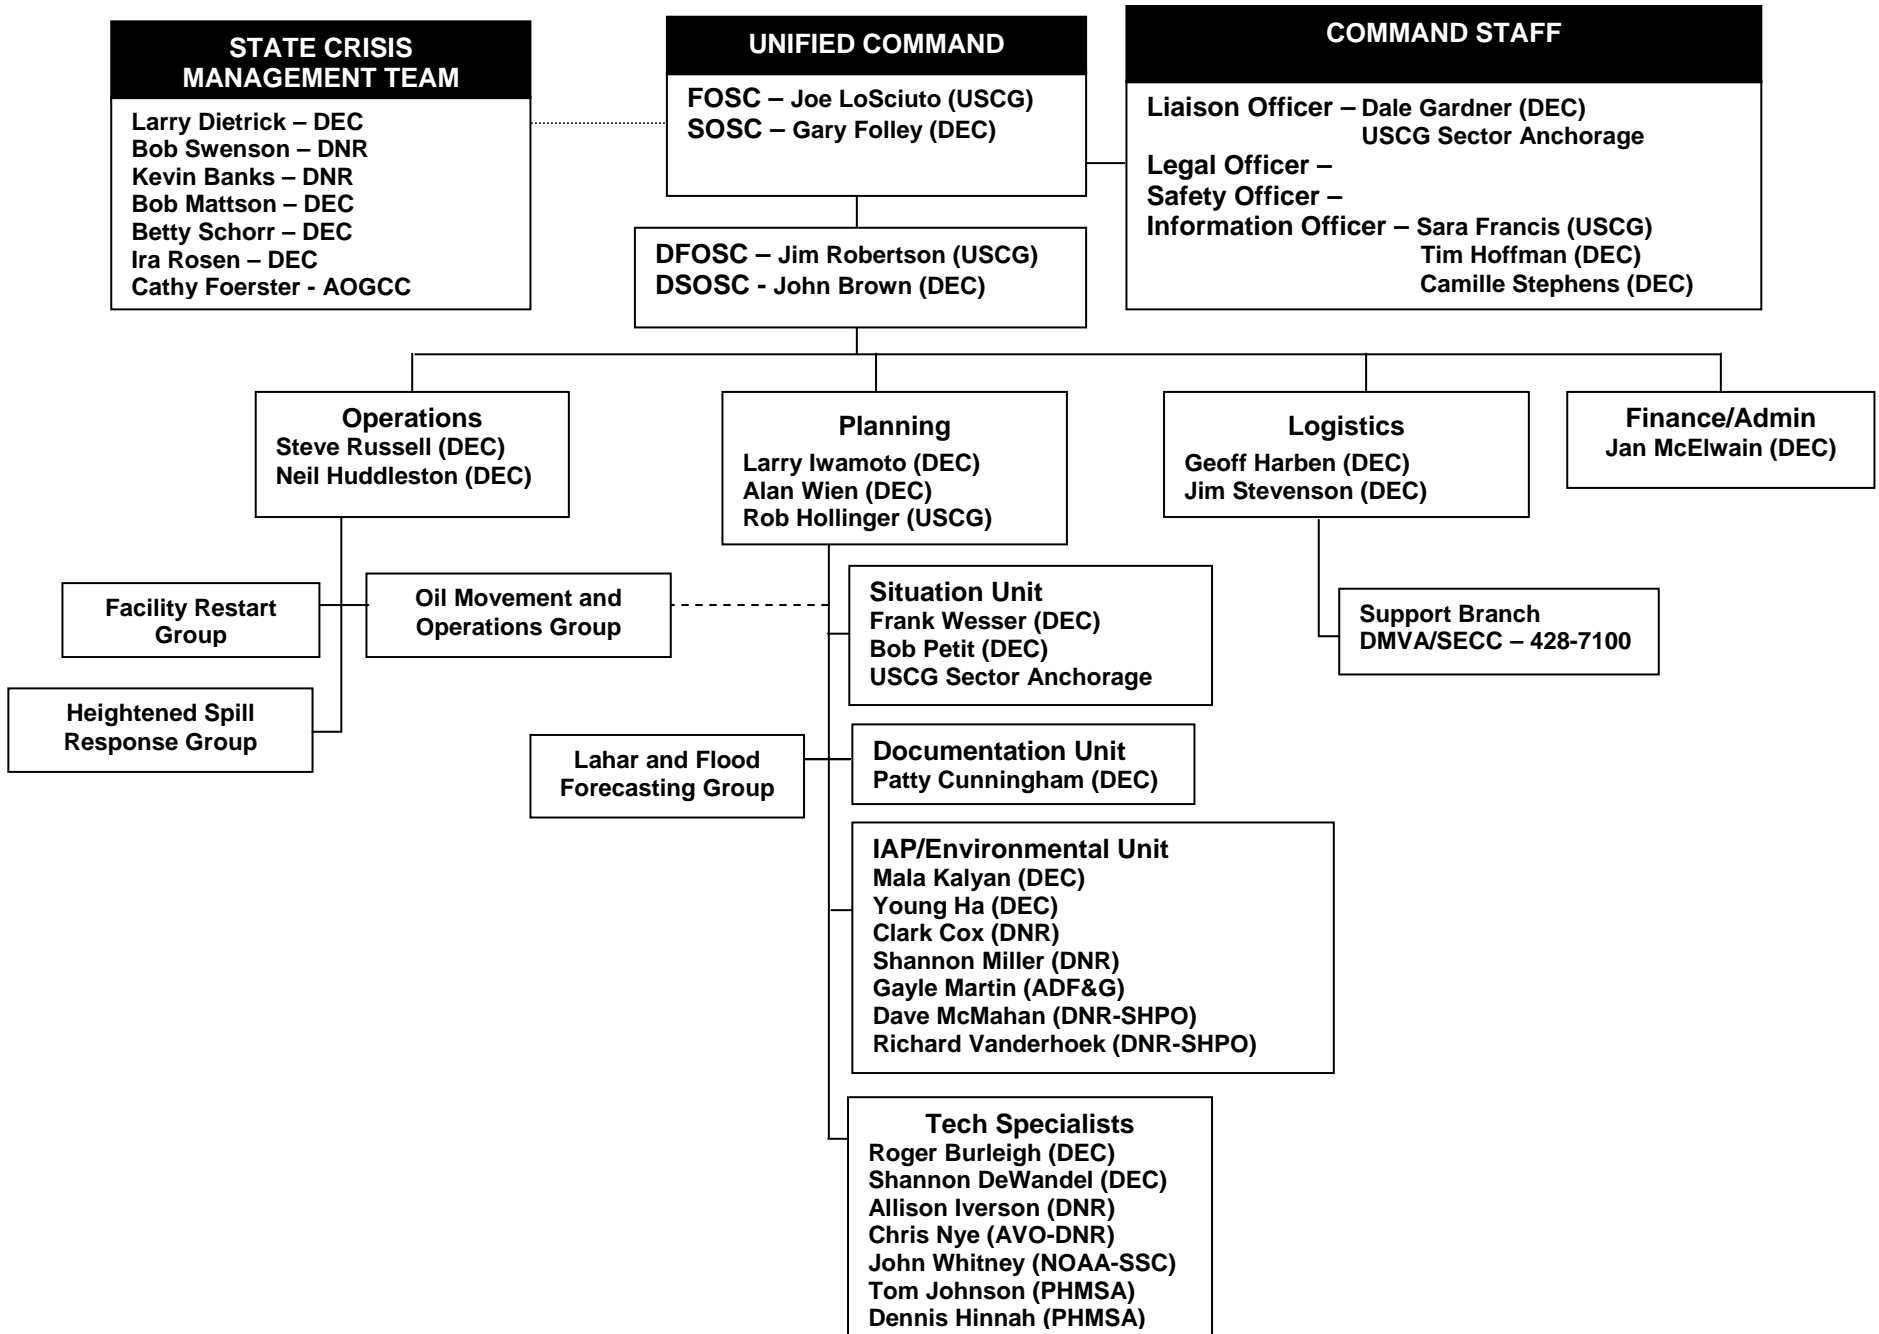 STATE CRISIS
MANAGEMENT TEAM
Larry Dietrick – DEC
Bob Swenson – DNR
Kevin Banks – DNR
Bob Mattson – DEC
Betty Schorr – DEC
Ira Rosen – DEC
Cathy Foerster - AOGCC
UNIFIED COMMAND
FOSC – Joe LoSciuto (USCG)
SOSC – Gary Folley (DEC)
COMMAND STAFF
Liaison Officer – Dale Gardner (DEC)
USCG Sector Anchorage
Legal Officer –
Safety Officer –
Information Officer – Sara Francis (USCG)
Tim Hoffman (DEC)
Camille Stephens (DEC)
DFOSC – Jim Robertson (USCG)
DSOSC - John Brown (DEC)
Operations
Steve Russell (DEC)
Neil Huddleston (DEC)
Planning
Larry Iwamoto (DEC)
Alan Wien (DEC)
Rob Hollinger (USCG)
Logistics
Geoff Harben (DEC)
Jim Stevenson (DEC)
Finance/Admin
Jan McElwain (DEC)
Facility Restart
Group
Oil Movement and
Operations Group
Heightened Spill
Response Group
Situation Unit
Frank Wesser (DEC)
Bob Petit (DEC)
USCG Sector Anchorage
Support Branch
DMVA/SECC – 428-7100
Lahar and Flood
Forecasting Group
Documentation Unit
Patty Cunningham (DEC)
IAP/Environmental Unit
Mala Kalyan (DEC)
Young Ha (DEC)
Clark Cox (DNR)
Shannon Miller (DNR)
Gayle Martin (ADF&G)
Dave McMahan (DNR-SHPO)
Richard Vanderhoek (DNR-SHPO)
Tech Specialists
Roger Burleigh (DEC)
Shannon DeWandel (DEC)
Allison Iverson (DNR)
Chris Nye (AVO-DNR)
John Whitney (NOAA-SSC)
Tom Johnson (PHMSA)
Dennis Hinnah (PHMSA)